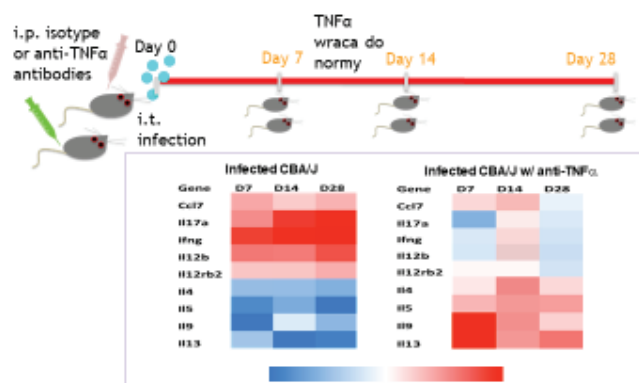 i.p. isotype
or anti-TNFα
antibodies
Day 0
TNFα
wraca do
normy
Day 7
Day 14
Day 28
i.t.
infection
Infected CBA/J
Gene D7 D14 D28
Ccl7
Il17a
Ifng
Il12b
Il12rb2
Il4
Il5
Il9
Il13
Infected CBA/J w/ anti-TNFα
Gene D7 D14 D28
Ccl7
Il17a
Ifng
Il12b
Il12rb2
Il4
Il5
Il9
Il13